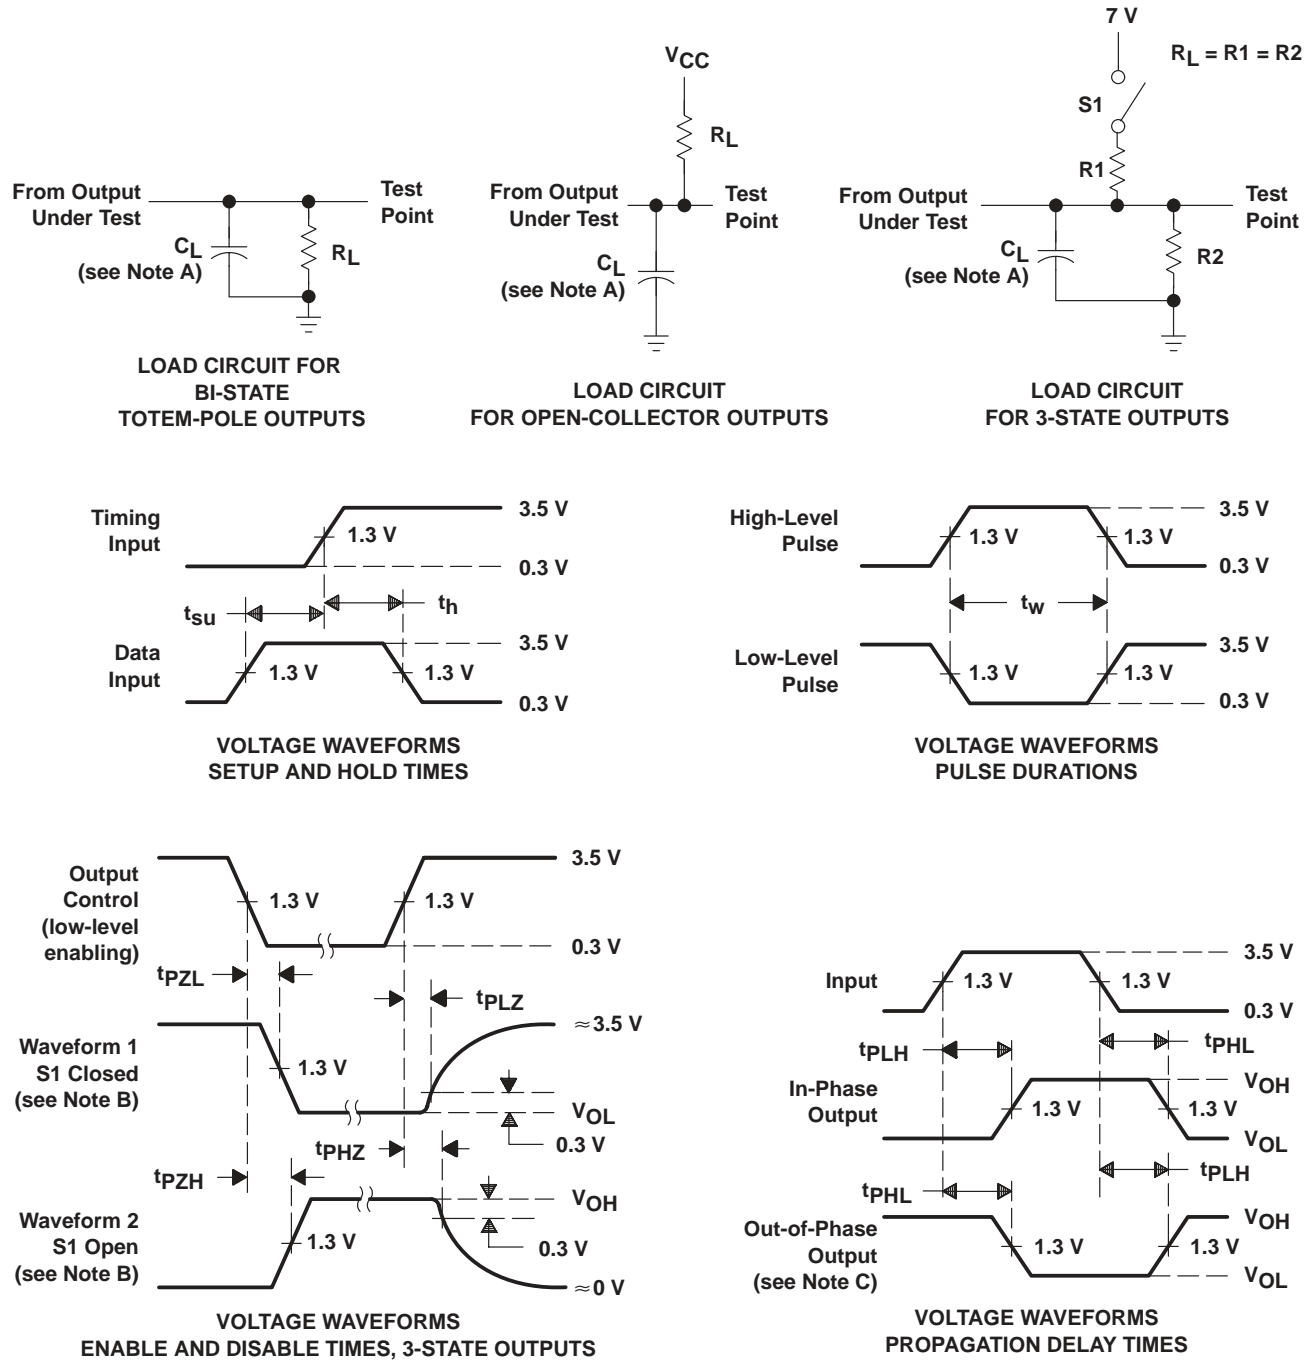 From Output
Under Test
CL
(see Note A)
RL
Test
Point
LOAD CIRCUIT FOR
BI-STATE
TOTEM-POLE OUTPUTS
VCC
RL
From Output
Under Test
Test
Point
CL
(see Note A)
LOAD CIRCUIT
FOR OPEN-COLLECTOR OUTPUTS
7 V
RL = R1 = R2
S1
R1
From Output
Under Test
Test
Point
CL
(see Note A)
R2
LOAD CIRCUIT
FOR 3-STATE OUTPUTS
Timing
Input
1.3 V
3.5 V
0.3 V
tsu
th
Data
Input
1.3 V
1.3 V
3.5 V
0.3 V
VOLTAGE WAVEFORMS
SETUP AND HOLD TIMES
High-Level
Pulse
1.3 V
1.3 V
3.5 V
0.3 V
tw
Low-Level
Pulse
1.3 V
1.3 V
3.5 V
0.3 V
VOLTAGE WAVEFORMS
PULSE DURATIONS
Output
Control
(low-level
enabling)
1.3 V
1.3 V
3.5 V
0.3 V
tPZL
tPLZ
Waveform 1
S1 Closed
(see Note B)
1.3 V
≈3.5 V
VOL
0.3 V
tPHZ
tPZH
Waveform 2
S1 Open
(see Note B)
1.3 V
VOH
0.3 V
≈0 V
VOLTAGE WAVEFORMS
ENABLE AND DISABLE TIMES, 3-STATE OUTPUTS
Input
1.3 V
1.3 V
3.5 V
0.3 V
tPLH
tPHL
In-Phase
Output
1.3 V
1.3 V
VOH
VOL
tPHL
tPLH
Out-of-Phase
Output
(see Note C)
1.3 V
1.3 V
VOH
VOL
VOLTAGE WAVEFORMS
PROPAGATION DELAY TIMES